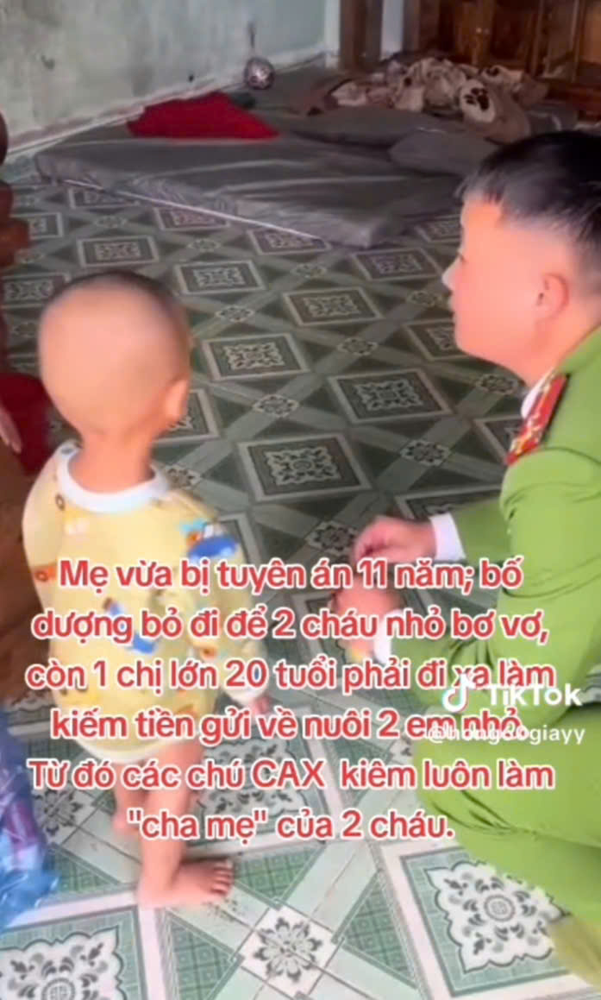 Mẹ vừa bị tuyên án 11 năm; bố
dượng bỏ đi để 2 cháu nhỏ bơ vơ,
còn 1 chị lớn 20 tuổi phải đi xa làm
kiếm tiền gửi về nuôi 2 em nhỏ.
Từ đó các chú CAX kiêm luôn làm
"cha mẹ" của 2 cháu.
TikTok